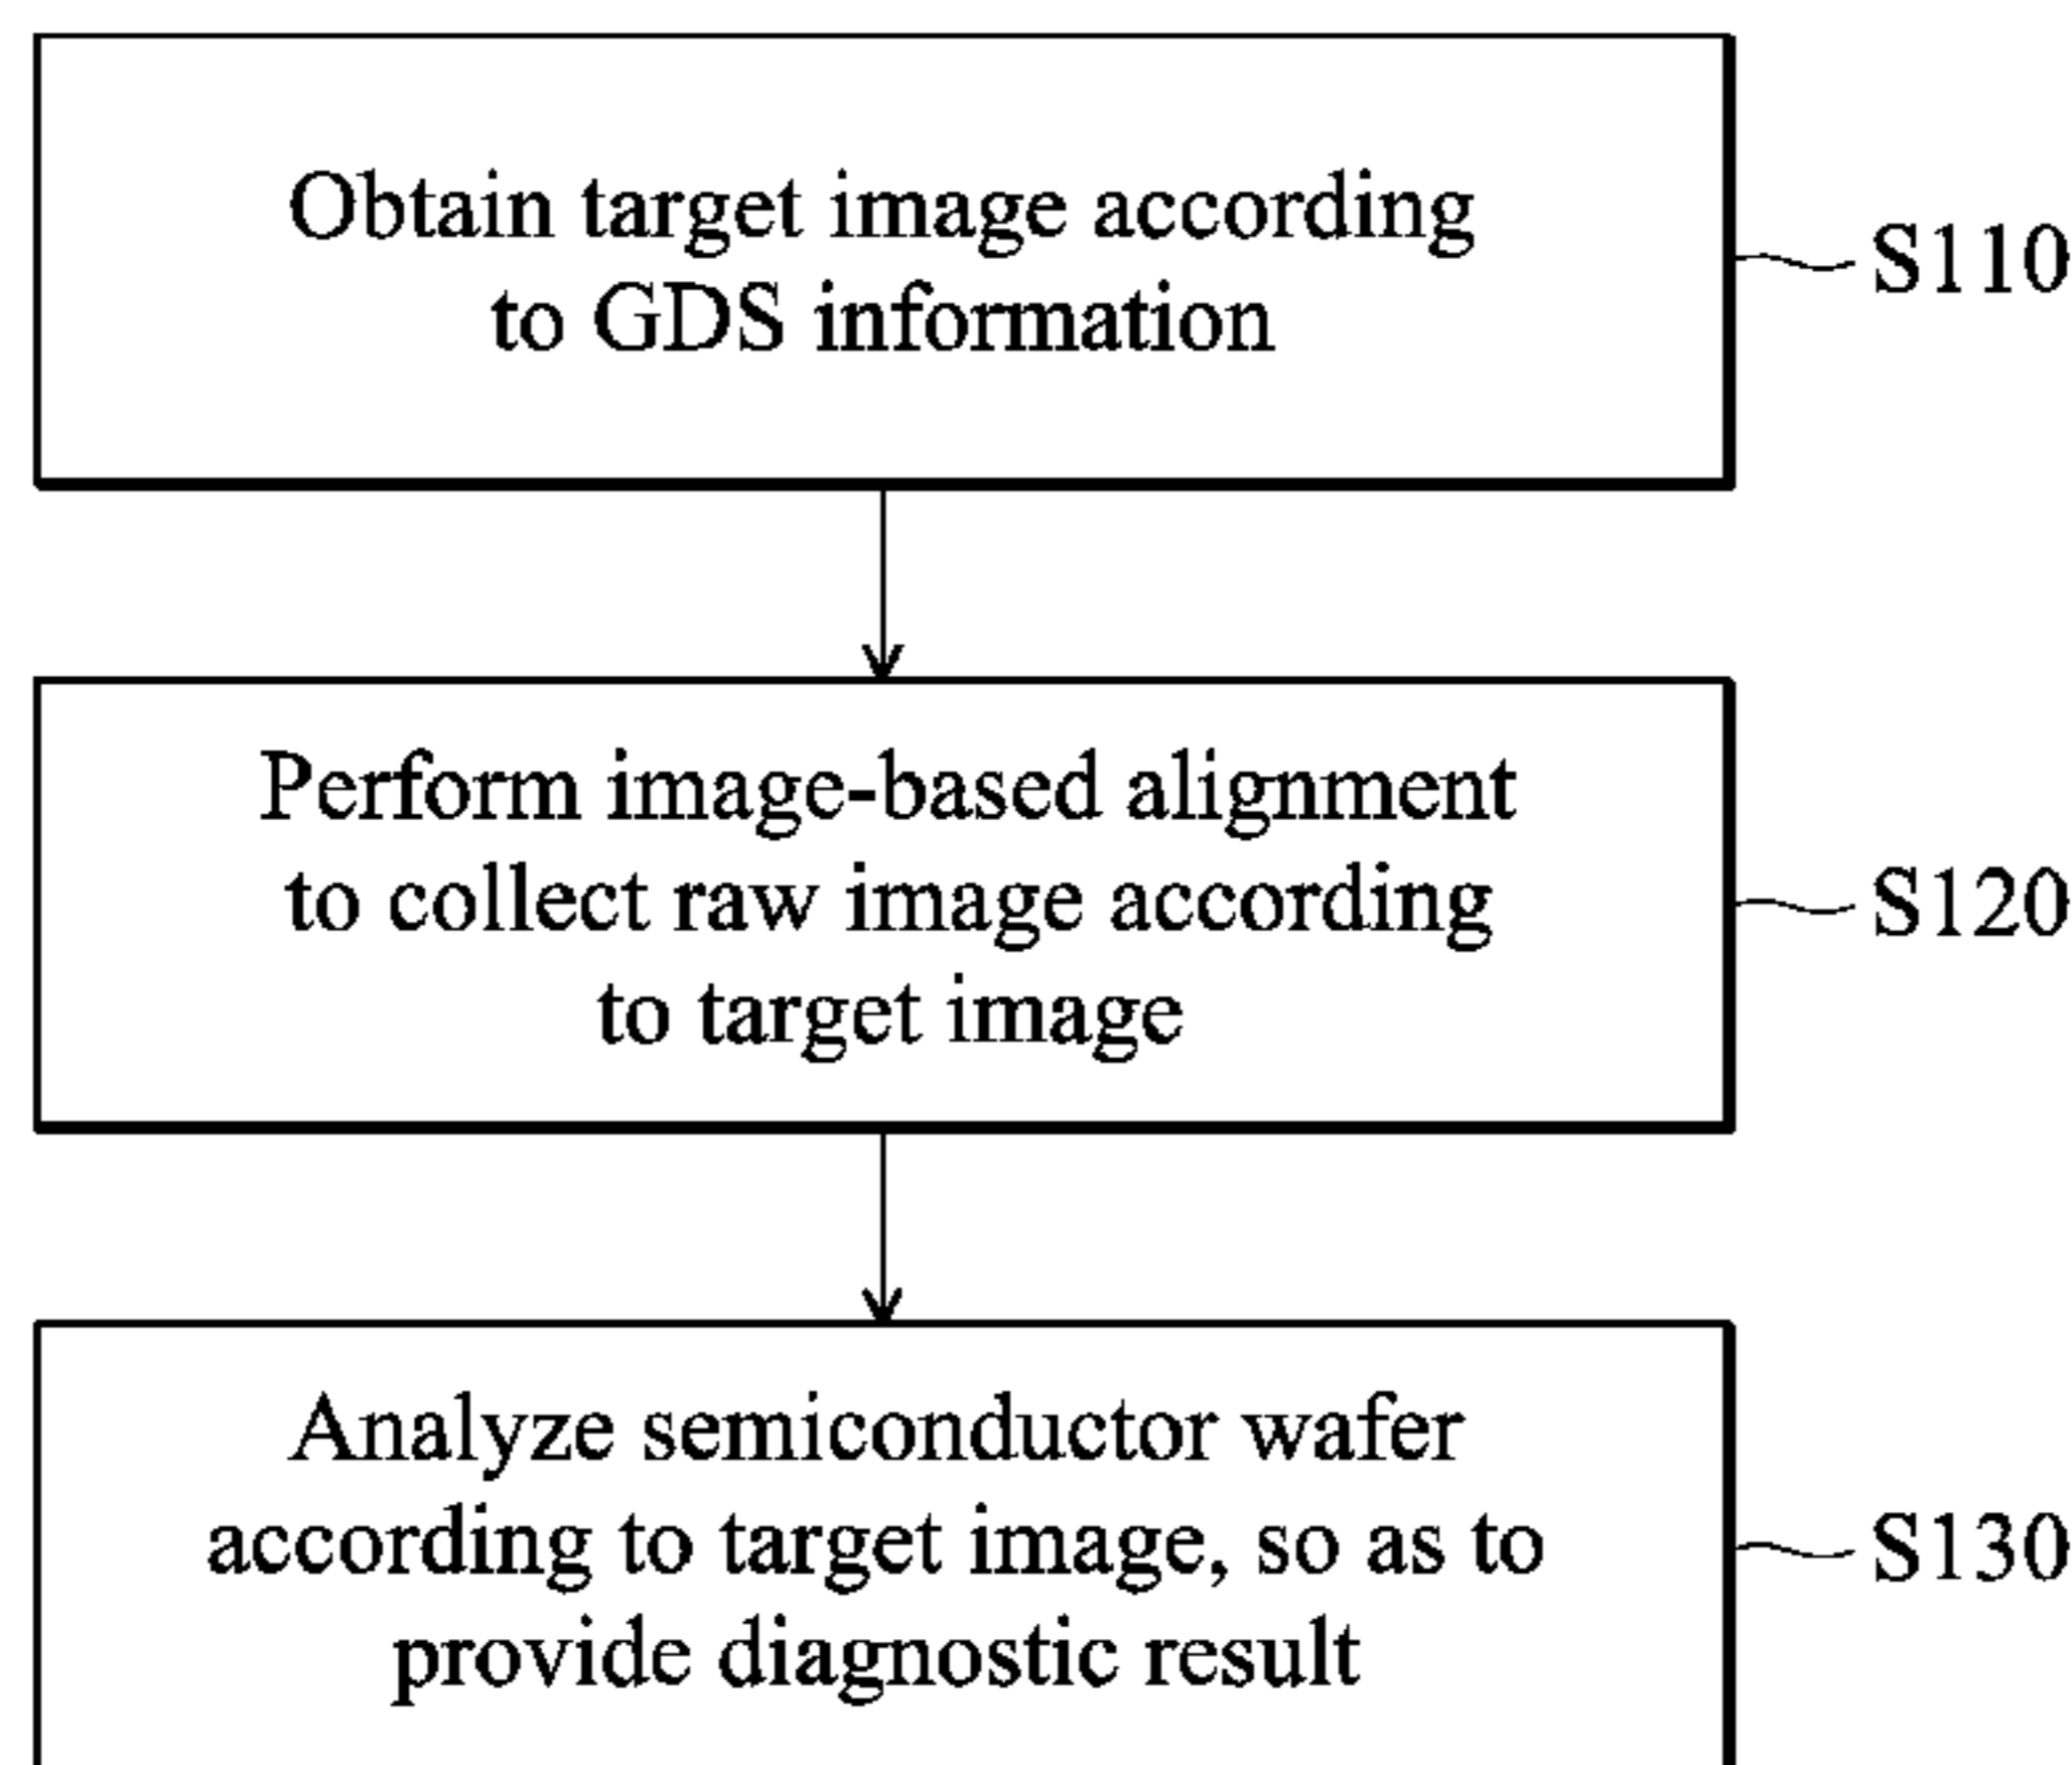 Obtain target image according
to GDS information
S110
Perform image-based alignment
to collect raw image according
to target image
S120
Analyze semiconductor wafer
according to target image, so as to
provide diagnostic result
S130